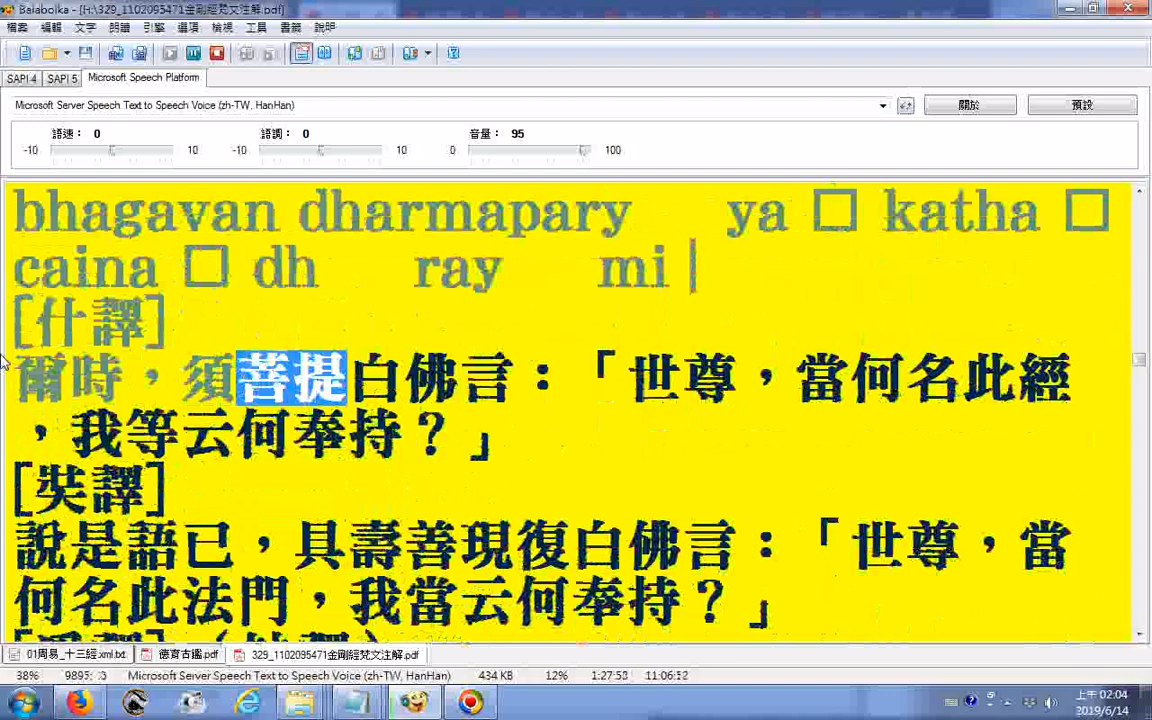 Balabolka - [H:\329_1102095471金剛經梵文注解.pdf]
檔案 編輯 文字 朗讀 引擎 選項 檢視 工具 書籤 說明
SAPI 4 SAPI 5 Microsoft Speech Platform
Microsoft Server Speech Text to Speech Voice (zh-TW, HanHan) 關於 預設
語速： 0 語調： 0 音量： 95
-10 10 -10 10 0 100
bhagavan dharmapary ya □ katha □
caina □ dh ray mi
[什譯]
爾時，須菩提白佛言：「世尊，當何名此經
，我等云何奉持？」
[奘譯]
說是語已，具壽善現復白佛言：「世尊，當
何名此法門，我當云何奉持？」
01周易_十三經.xml.txt 德育古鑑.pdf 329_1102095471金剛經梵文注解.pdf
38% Microsoft Server Speech Text to Speech Voice (zh-TW, HanHan) 434 KB 12% 1:27:53 11:06:52
上午 02:04
2019/6/14